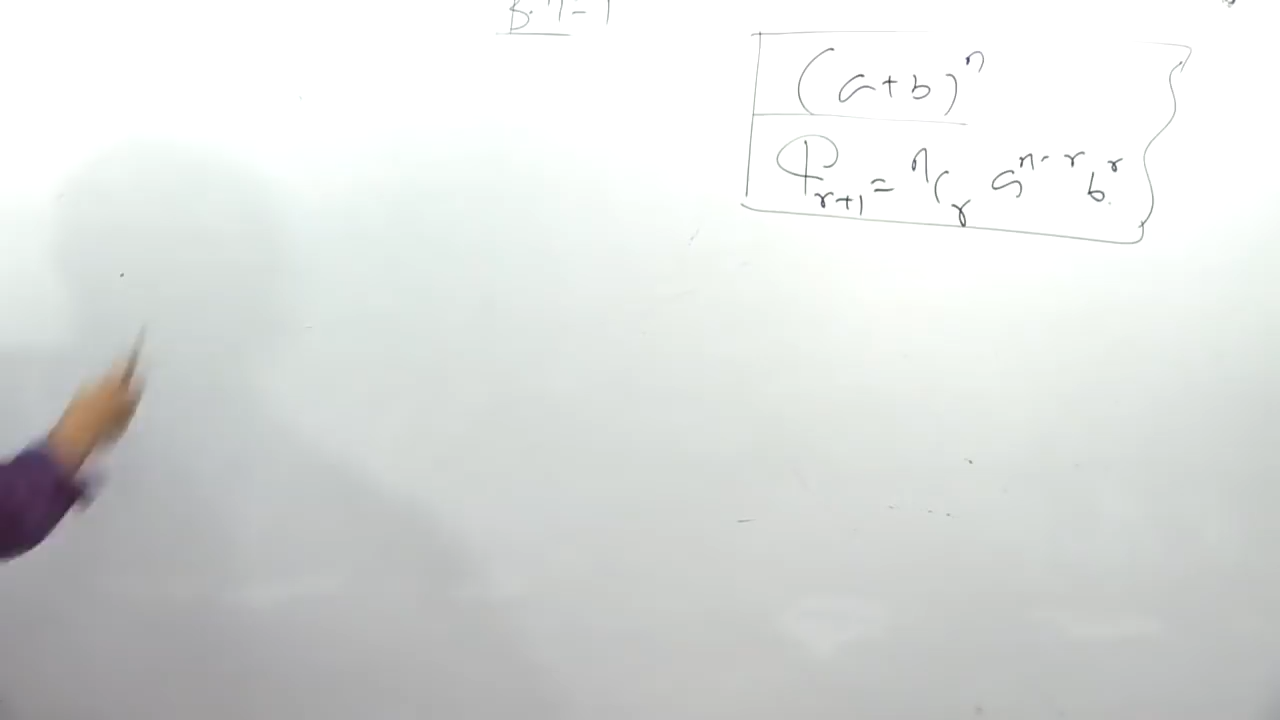 (a+b)^n
T_{r+1} = ^nC_r a^{n-r} b^r